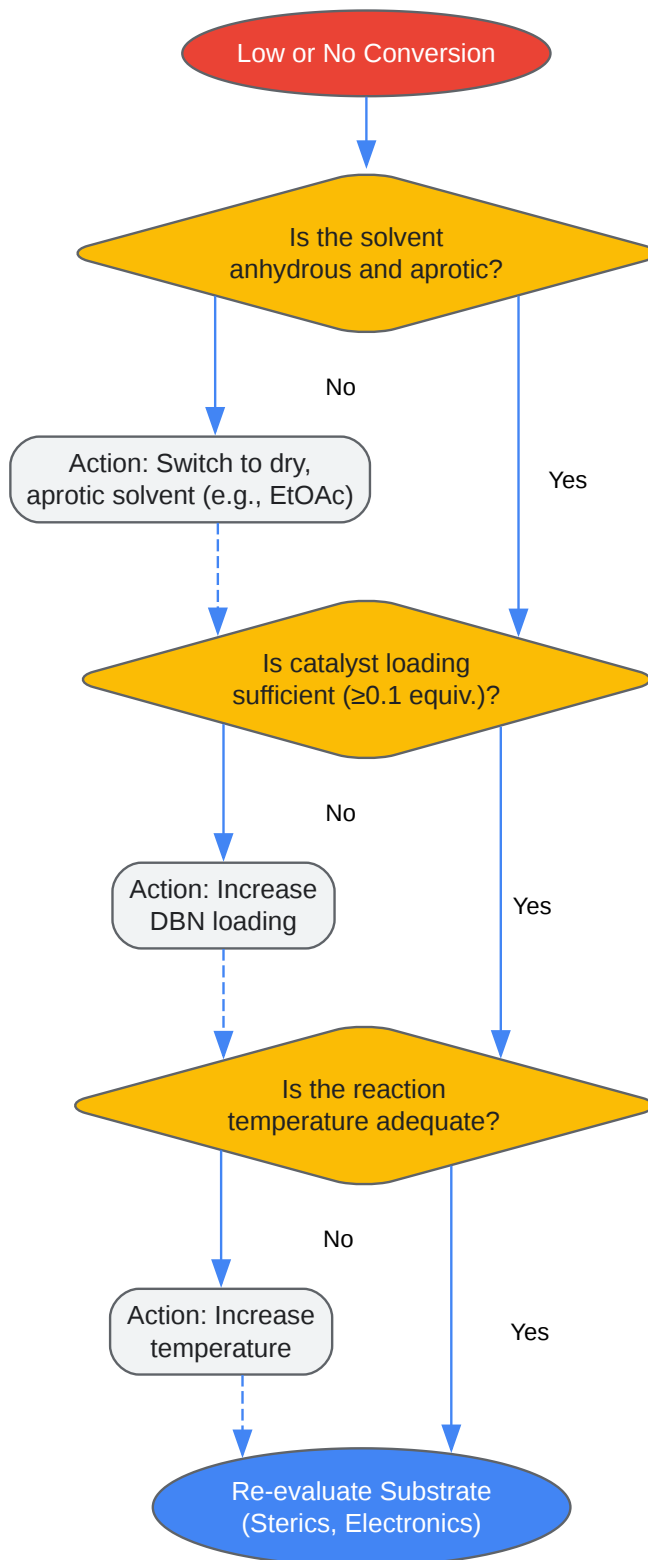 Low or No Conversion
Is the solvent
anhydrous and aprotic?
No
Action: Switch to dry,
aprotic solvent (e.g., EtOAc)
Yes
Is catalyst loading
sufficient (≥0.1 equiv.)?
No
Action: Increase
DBN loading
Yes
Is the reaction
temperature adequate?
No
Action: Increase
temperature
Yes
Re-evaluate Substrate
(Sterics, Electronics)